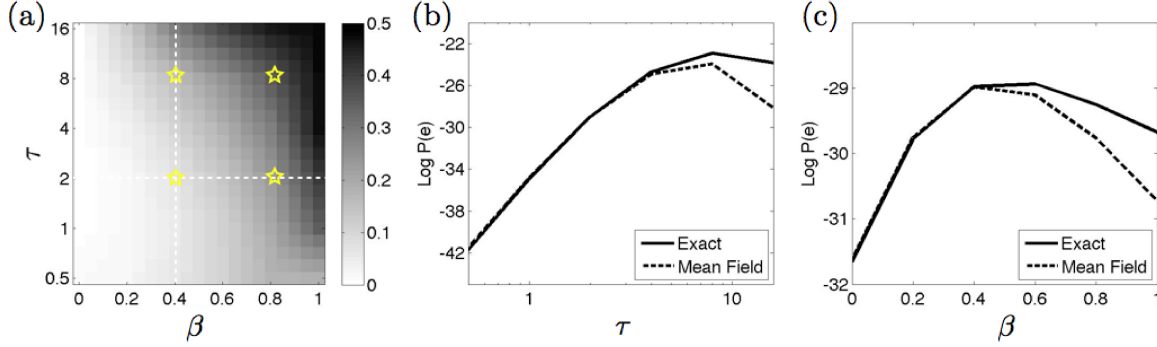 (a)
τ
16
8
4
2
1
0.5
0
0.2
0.4
0.6
0.8
1
β
0.5
0.4
0.3
0.2
0.1
0
(b)
Log P(e)
-22
-26
-30
-34
-38
-42
1
10
τ
Exact
Mean Field
(c)
Log P(e)
-29
-30
-31
-32
0
0.2
0.4
0.6
0.8
1
β
Exact
Mean Field